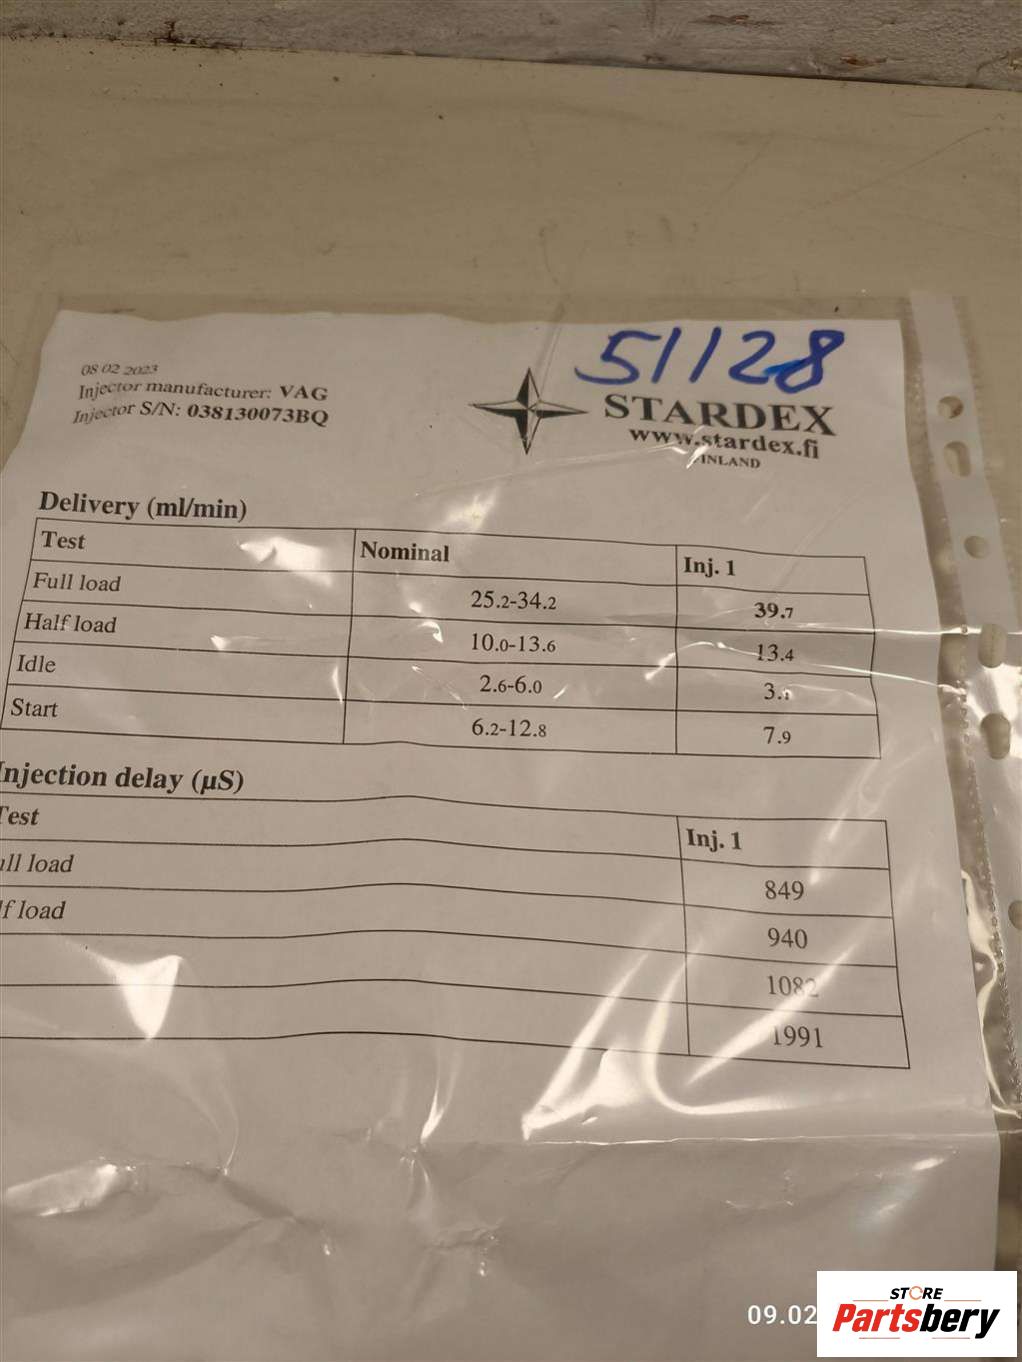 51128
08 02 2023
Injector manufacturer: VAG
Injector S/N: 038130073BQ
STARDEX
www.stardex.fi
INLAND
Delivery (ml/min)
Test Nominal Inj. 1
Full load 25.2-34.2 39.7
Half load 10.0-13.6 13.4
Idle 2.6-6.0
Start 6.2-12.8 7.9
Injection delay (µS)
Test Inj. 1
ull load 849
lf load 940
1082
1991
09.02
STORE
Partsbery